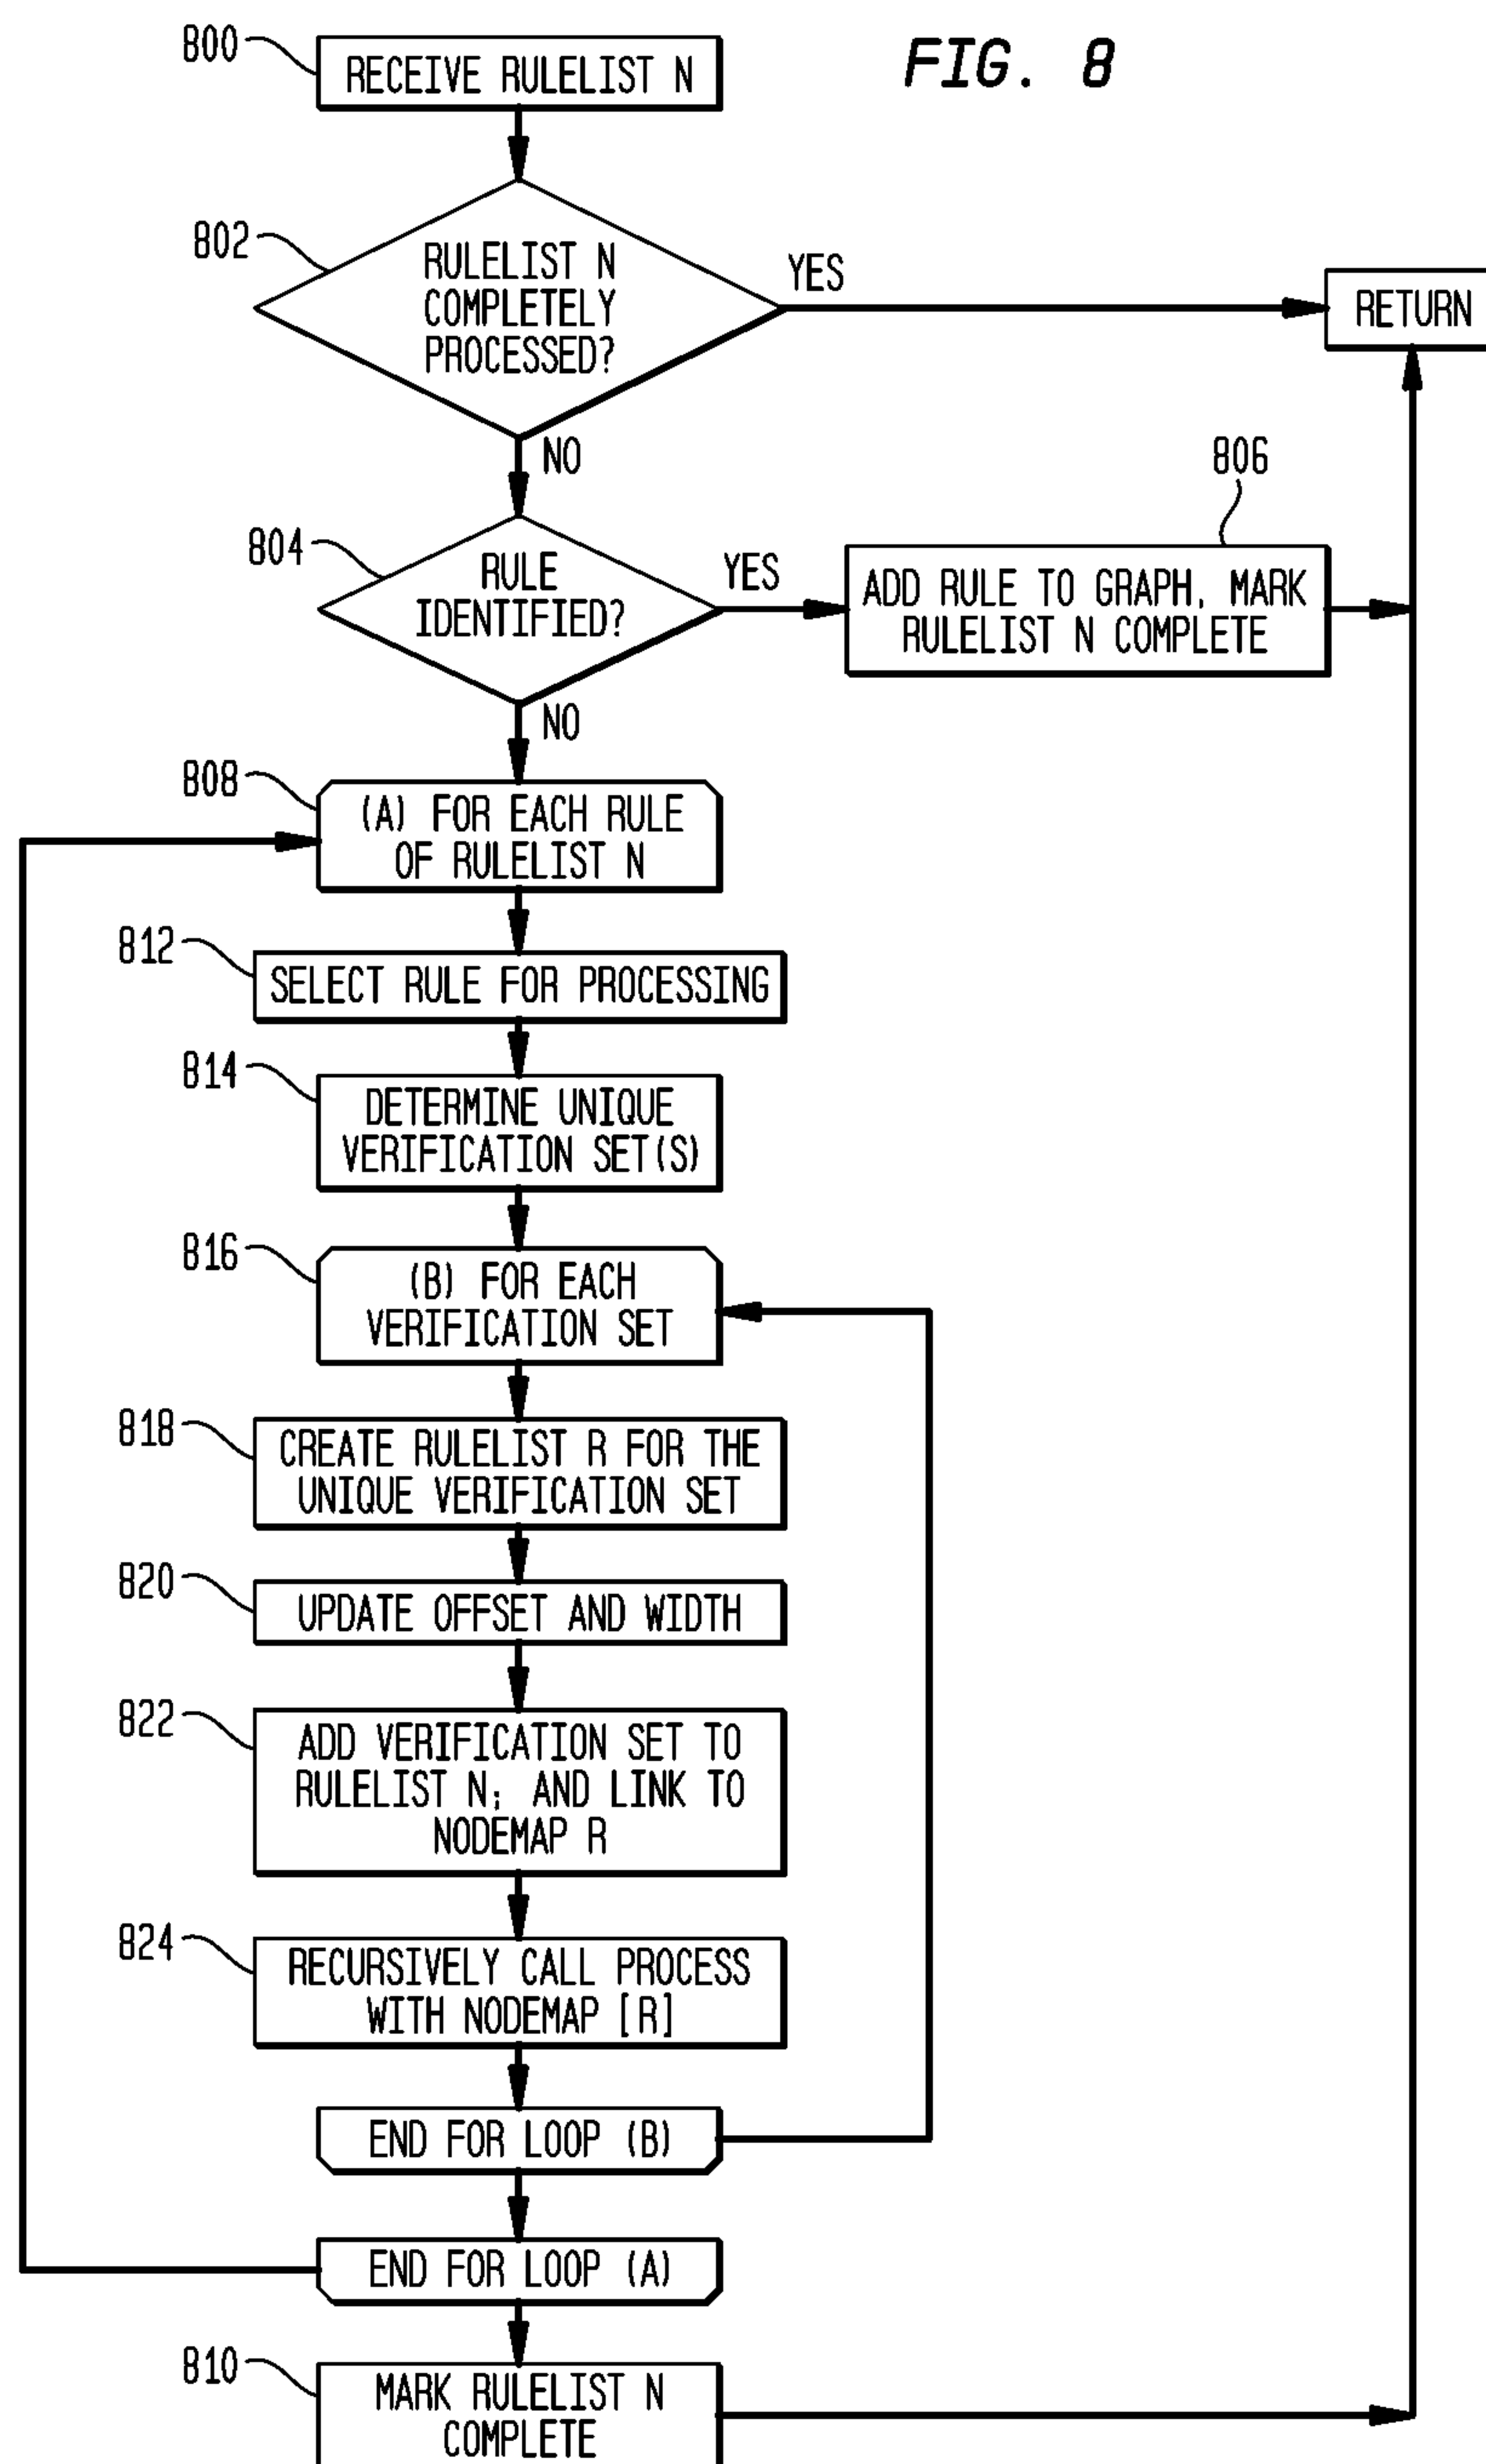 FIG. 8
800
RECEIVE RULELIST N
802
RULELIST N
COMPLETELY
PROCESSED?
YES
RETURN
NO
804
RULE
IDENTIFIED?
YES
806
ADD RULE TO GRAPH, MARK
RULELIST N COMPLETE
NO
808
(A) FOR EACH RULE
OF RULELIST N
812
SELECT RULE FOR PROCESSING
814
DETERMINE UNIQUE
VERIFICATION SET(S)
816
(B) FOR EACH
VERIFICATION SET
818
CREATE RULELIST R FOR THE
UNIQUE VERIFICATION SET
820
UPDATE OFFSET AND WIDTH
822
ADD VERIFICATION SET TO
RULELIST N; AND LINK TO
NODEMAP R
824
RECURSIVELY CALL PROCESS
WITH NODEMAP [R]
END FOR LOOP (B)
END FOR LOOP (A)
810
MARK RULELIST N
COMPLETE